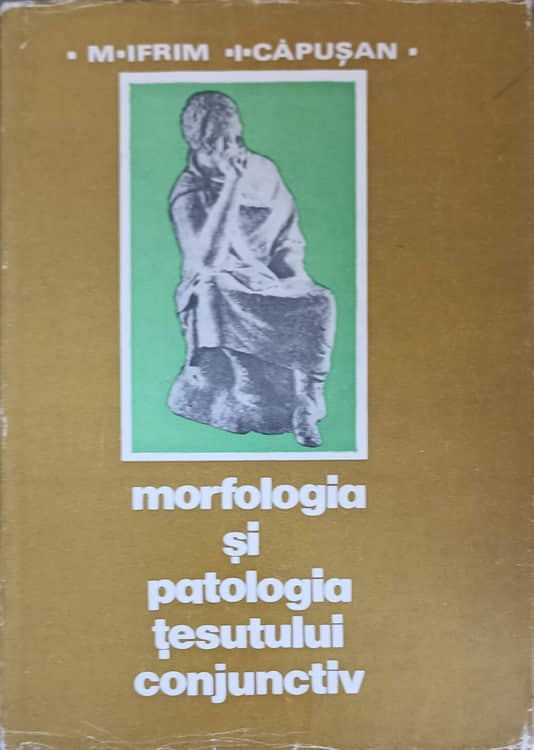 • M•IFRIM •I•CĂPUȘAN •
morfologia
și
patologia
țesutului
conjunctiv